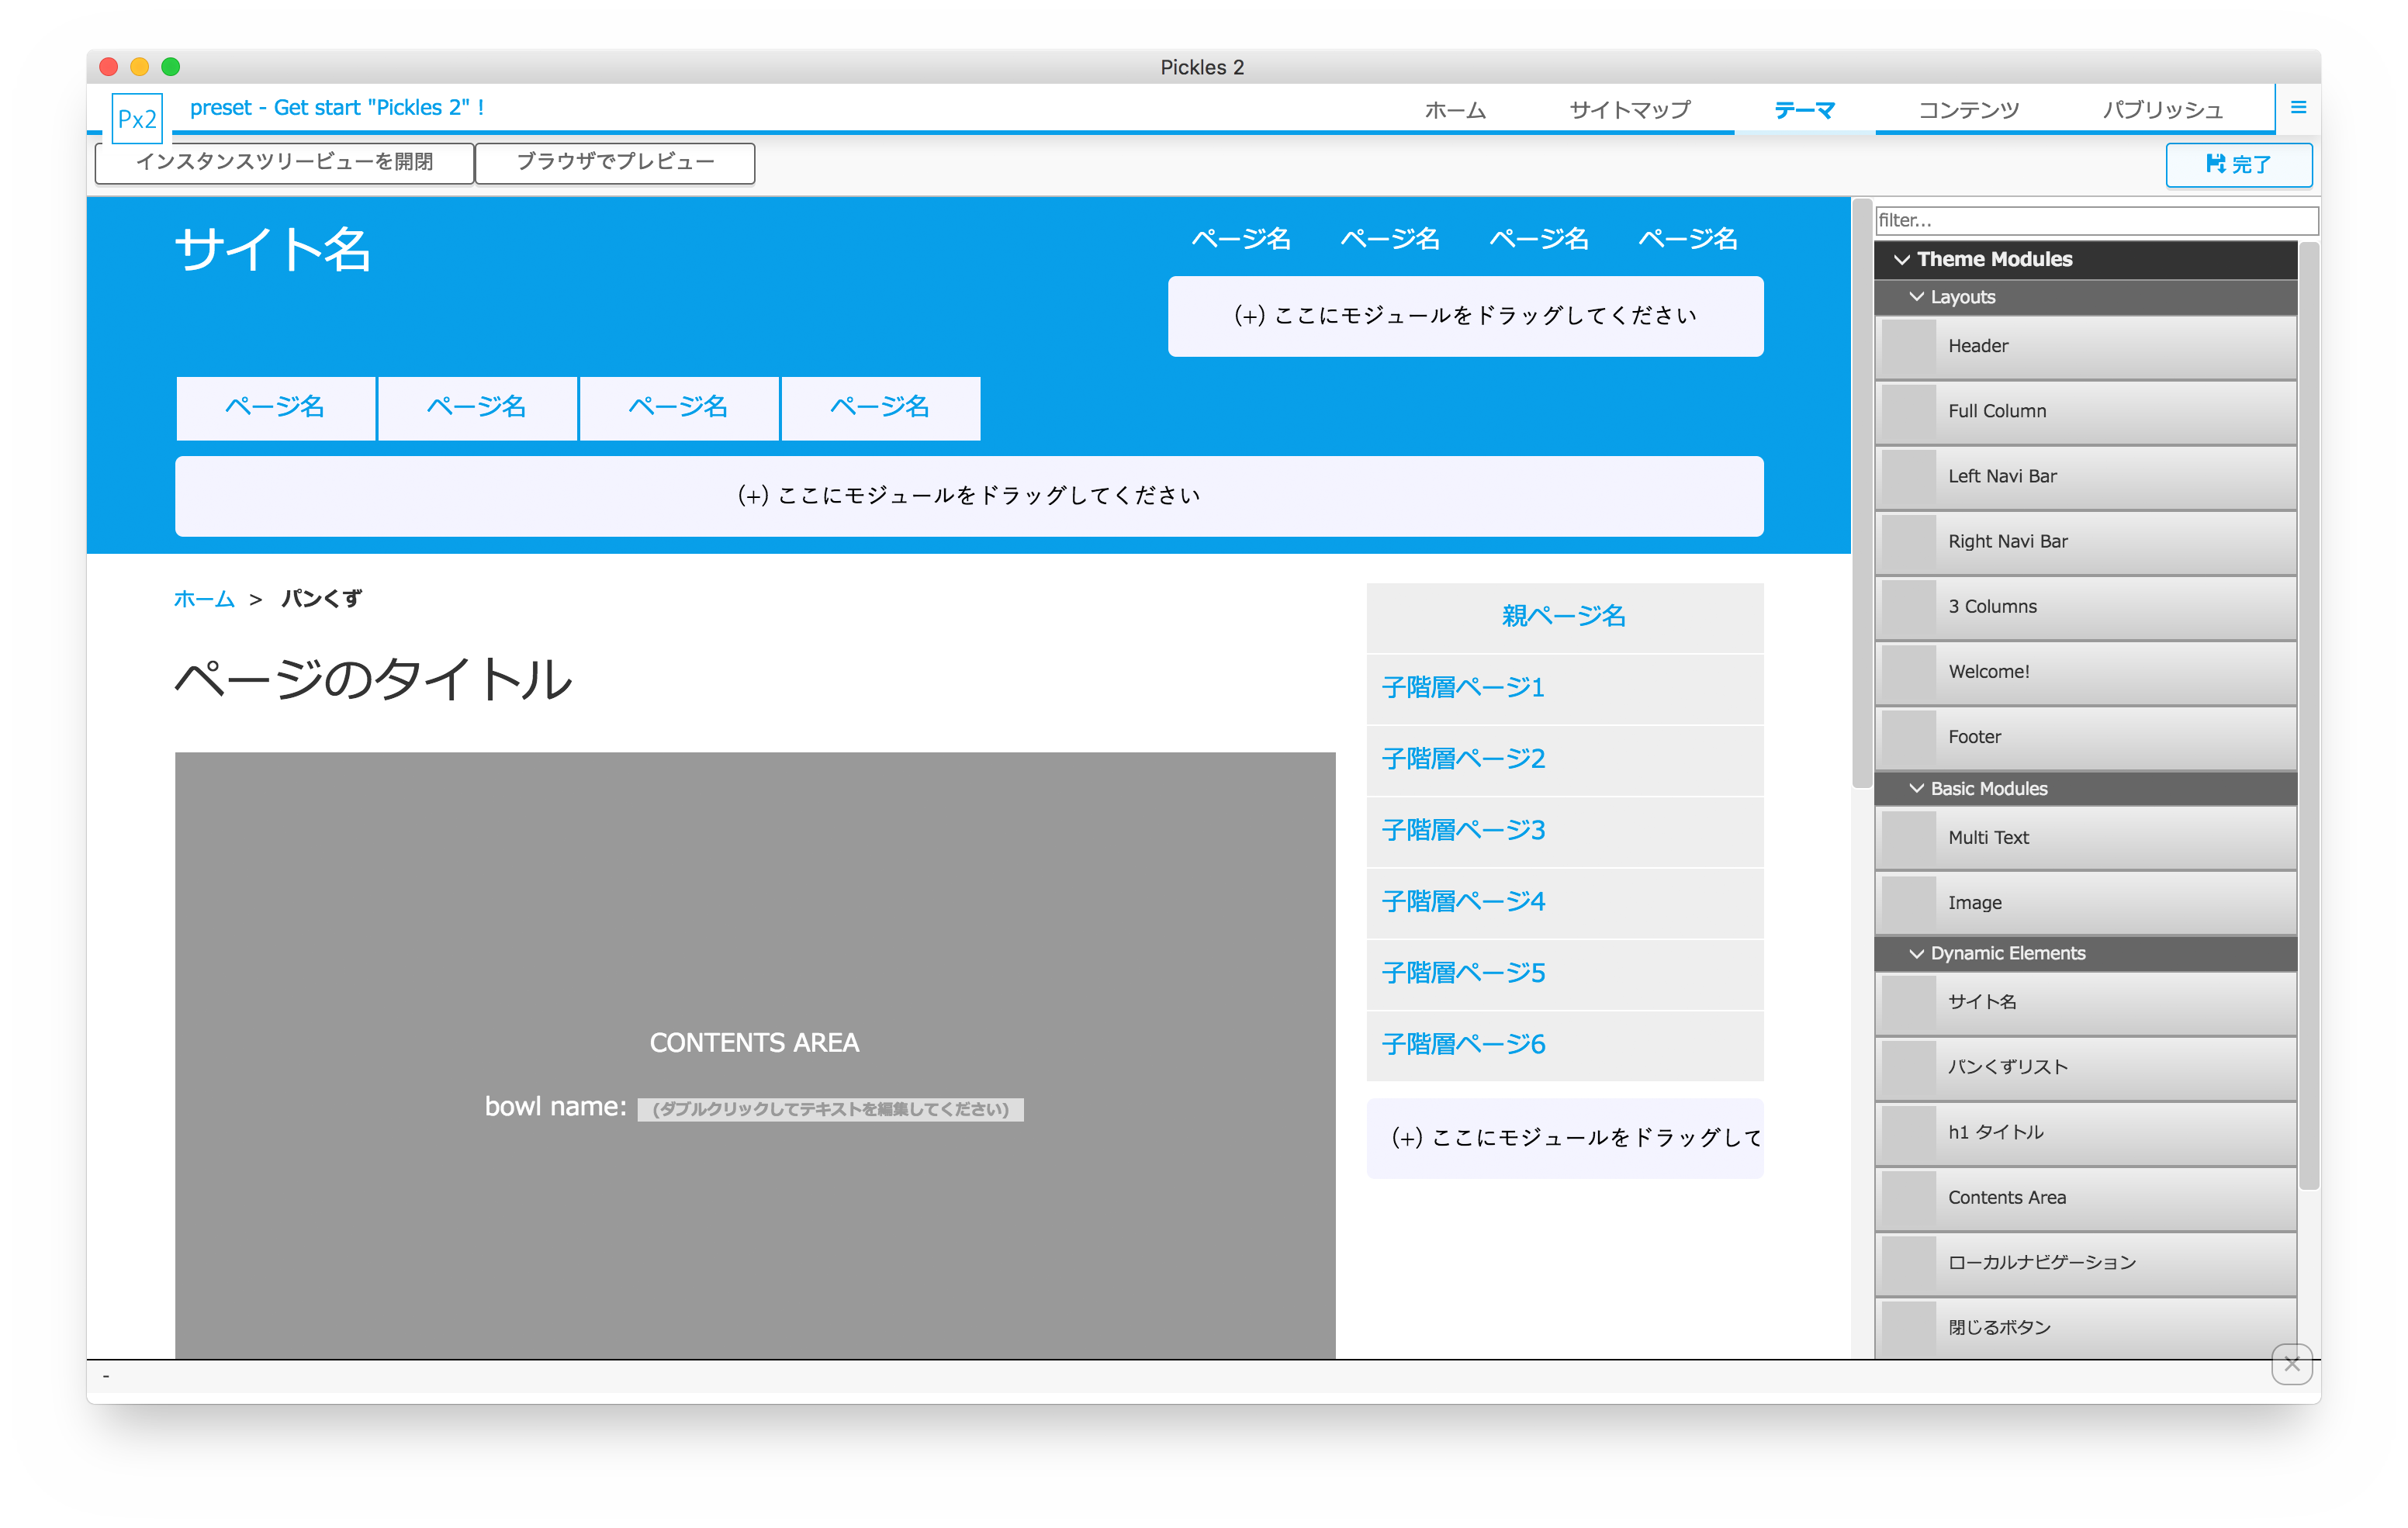 Pickles 2
Px2
preset - Get start "Pickles 2" !
ホーム
サイトマップ
テーマ
コンテンツ
パブリッシュ
≡
インスタンスツリービューを開閉
ブラウザでプレビュー
完了
サイト名
ページ名 ページ名 ページ名 ページ名
(+) ここにモジュールをドラッグしてください
ページ名 ページ名 ページ名 ページ名
(+) ここにモジュールをドラッグしてください
ホーム > パンくず
ページのタイトル
CONTENTS AREA
bowl name: (ダブルクリックしてテキストを編集してください)
親ページ名
子階層ページ1
子階層ページ2
子階層ページ3
子階層ページ4
子階層ページ5
子階層ページ6
(+) ここにモジュールをドラッグして
filter...
Theme Modules
Layouts
Header
Full Column
Left Navi Bar
Right Navi Bar
3 Columns
Welcome!
Footer
Basic Modules
Multi Text
Image
Dynamic Elements
サイト名
パンくずリスト
h1 タイトル
Contents Area
ローカルナビゲーション
閉じるボタン
-